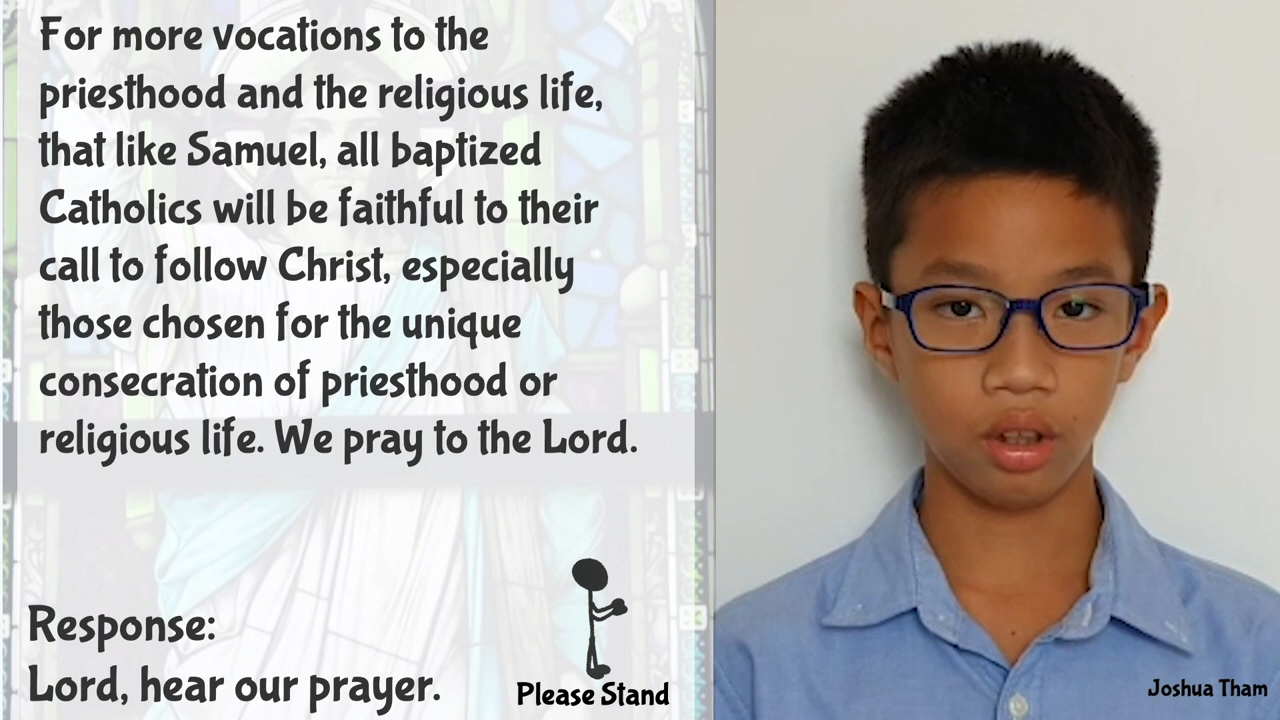 For more vocations to the
priesthood and the religious life,
that like Samuel, all baptized
Catholics will be faithful to their
call to follow Christ, especially
those chosen for the unique
consecration of priesthood or
religious life. We pray to the Lord.
Response:
Lord, hear our prayer.
Please Stand
Joshua Tham